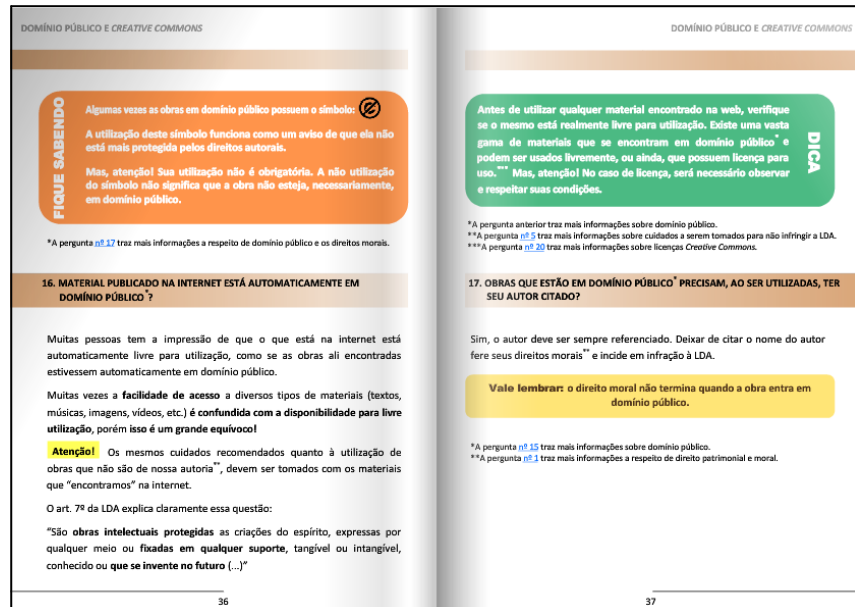 DOMÍNIO PÚBLICO E CREATIVE COMMONS
FIQUE SABENDO
Algumas vezes as obras em domínio público possuem o símbolo:
A utilização deste símbolo funciona como um aviso de que ela não
está mais protegida pelos direitos autorais.
Mas, atenção! Sua utilização não é obrigatória. A não utilização
do símbolo não significa que a obra não esteja, necessariamente,
em domínio público.
*A pergunta nº 17 traz mais informações a respeito de domínio público e os direitos morais.
16. MATERIAL PUBLICADO NA INTERNET ESTÁ AUTOMATICAMENTE EM
DOMÍNIO PÚBLICO*?
Muitas pessoas tem a impressão de que o que está na internet está
automaticamente livre para utilização, como se as obras ali encontradas
estivessem automaticamente em domínio público.
Muitas vezes a facilidade de acesso a diversos tipos de materiais (textos,
músicas, imagens, vídeos, etc.) é confundida com a disponibilidade para livre
utilização, porém isso é um grande equívoco!
Atenção! Os mesmos cuidados recomendados quanto à utilização de
obras que não são de nossa autoria**, devem ser tomados com os materiais
que “encontramos” na internet.
O art. 7º da LDA explica claramente essa questão:
“São obras intelectuais protegidas as criações do espírito, expressas por
qualquer meio ou fixadas em qualquer suporte, tangível ou intangível,
conhecido ou que se invente no futuro (...)”
36
DOMÍNIO PÚBLICO E CREATIVE COMMONS
Antes de utilizar qualquer material encontrado na web, verifique
se o mesmo está realmente livre para utilização. Existe uma vasta
gama de materiais que se encontram em domínio público* e
podem ser usados livremente, ou ainda, que possuem licença para
uso.*** Mas, atenção! No caso de licença, será necessário observar
e respeitar suas condições.
DICA
*A pergunta anterior traz mais informações sobre domínio público.
**A pergunta nº 5 traz mais informações sobre cuidados a serem tomados para não infringir a LDA.
***A pergunta nº 20 traz mais informações sobre licenças Creative Commons.
17. OBRAS QUE ESTÃO EM DOMÍNIO PÚBLICO* PRECISAM, AO SER UTILIZADAS, TER
SEU AUTOR CITADO?
Sim, o autor deve ser sempre referenciado. Deixar de citar o nome do autor
fere seus direitos morais** e incide em infração à LDA.
Vale lembrar: o direito moral não termina quando a obra entra em
domínio público.
*A pergunta nº 15 traz mais informações sobre domínio público.
**A pergunta nº 1 traz mais informações a respeito de direito patrimonial e moral.
37